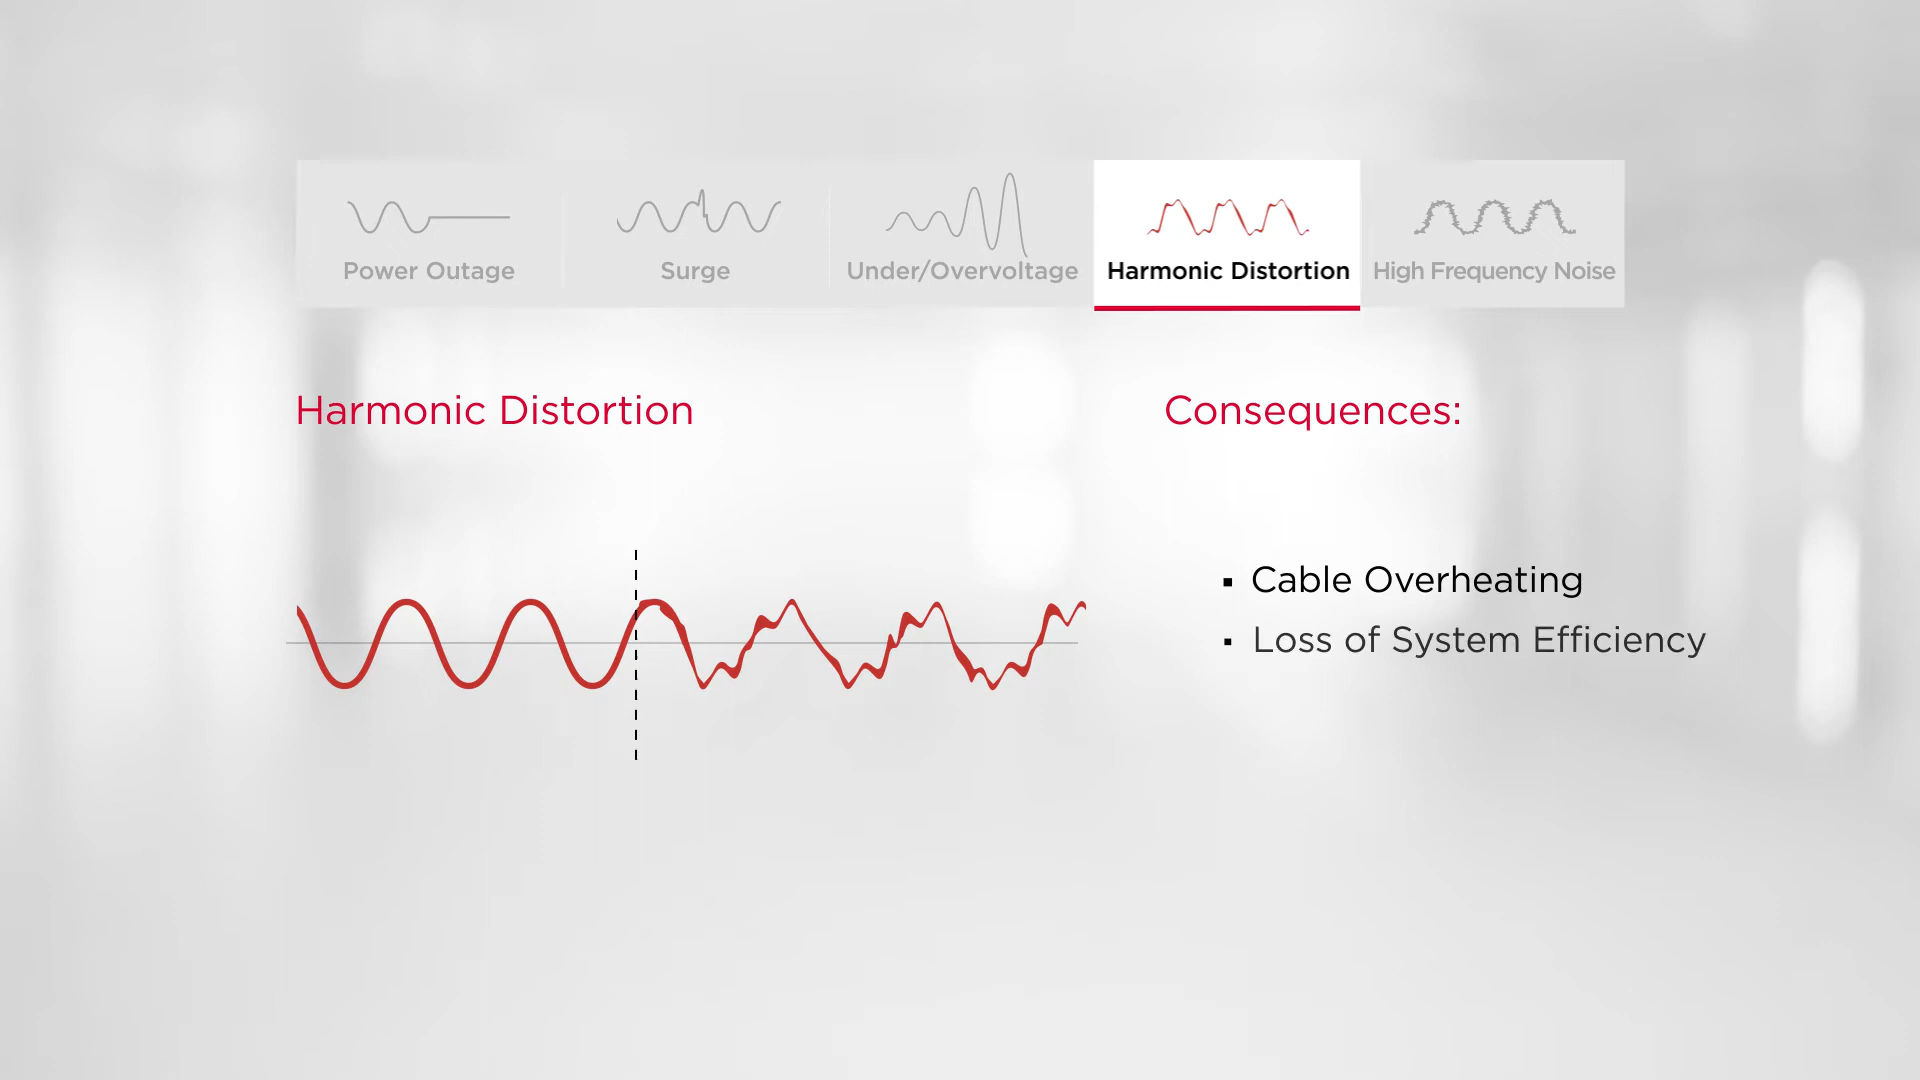 Power Outage
Surge
Under/Overvoltage
Harmonic Distortion
High Frequency Noise
Harmonic Distortion
Consequences:
▪ Cable Overheating
▪ Loss of System Efficiency